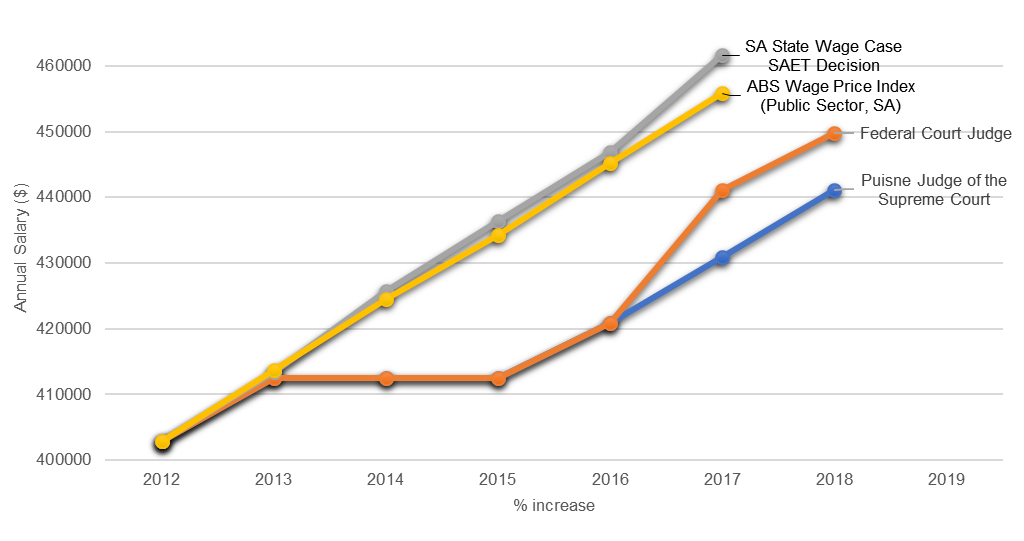 SA State Wage Case
SAET Decision
ABS Wage Price Index
(Public Sector, SA)
Federal Court Judge
Puisne Judge of the
Supreme Court
Annual Salary ($)
460000
450000
440000
430000
420000
410000
400000
2012 2013 2014 2015 2016 2017 2018 2019
% increase